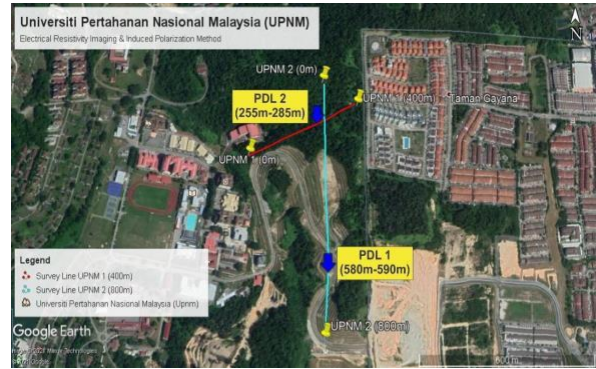 Universiti Pertahanan Nasional Malaysia (UPNM)
Electrical Resistivity Imaging & Induced Polarization Method
N
UPNM 2 (0m)
PDL 2
(255m-285m)
UPNM 1 (400m)
Taman Gayana
UPNM 1 (0m)
PDL 1
(580m-590m)
Legend
Survey Line UPNM 1 (400m)
Survey Line UPNM 2 (800m)
Universiti Pertahanan Nasional Malaysia (Upnm)
UPNM 2 (800m)
Google Earth